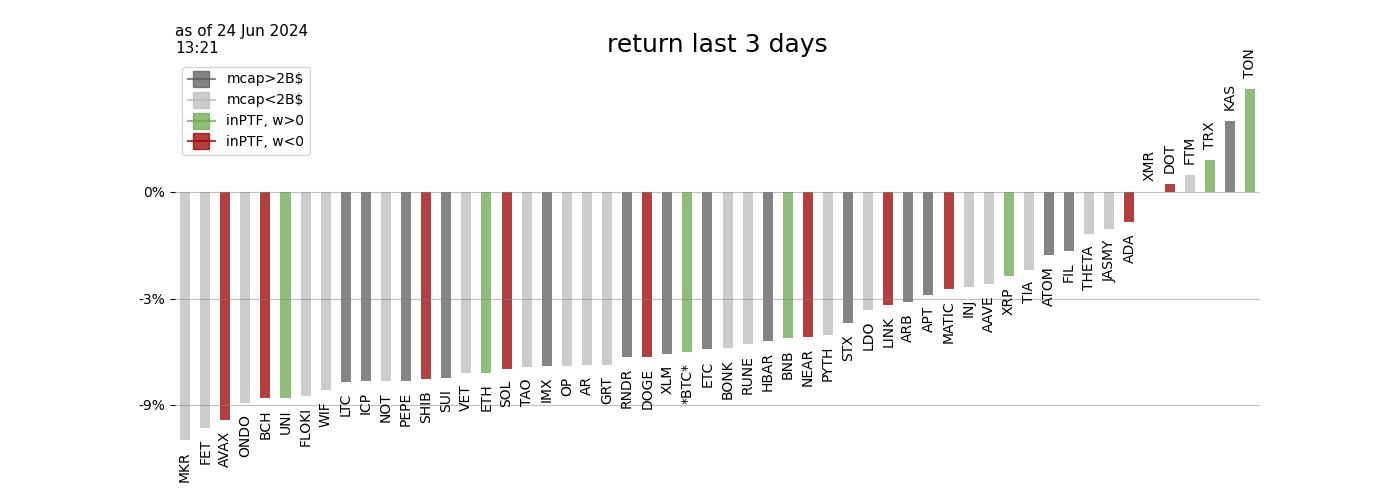 as of 24 Jun 2024
13:21
return last 3 days
mcap>2B$
mcap<2B$
inPTF, w>0
inPTF, w<0
0%
-3%
-9%
MKR
FET
AVAX
ONDO
BCH
UNI
FLOKI
WIF
LTC
ICP
NOT
PEPE
SHIB
SUI
VET
ETH
SOL
TAO
IMX
OP
AR
GRT
RNDR
DOGE
XLM
*BTC*
ETC
BONK
RUNE
HBAR
BNB
NEAR
PYTH
STX
LDO
LINK
ARB
APT
MATIC
INJ
AAVE
XRP
TIA
ATOM
FIL
THETA
JASMY
ADA
XMR
DOT
FTM
TRX
KAS
TON